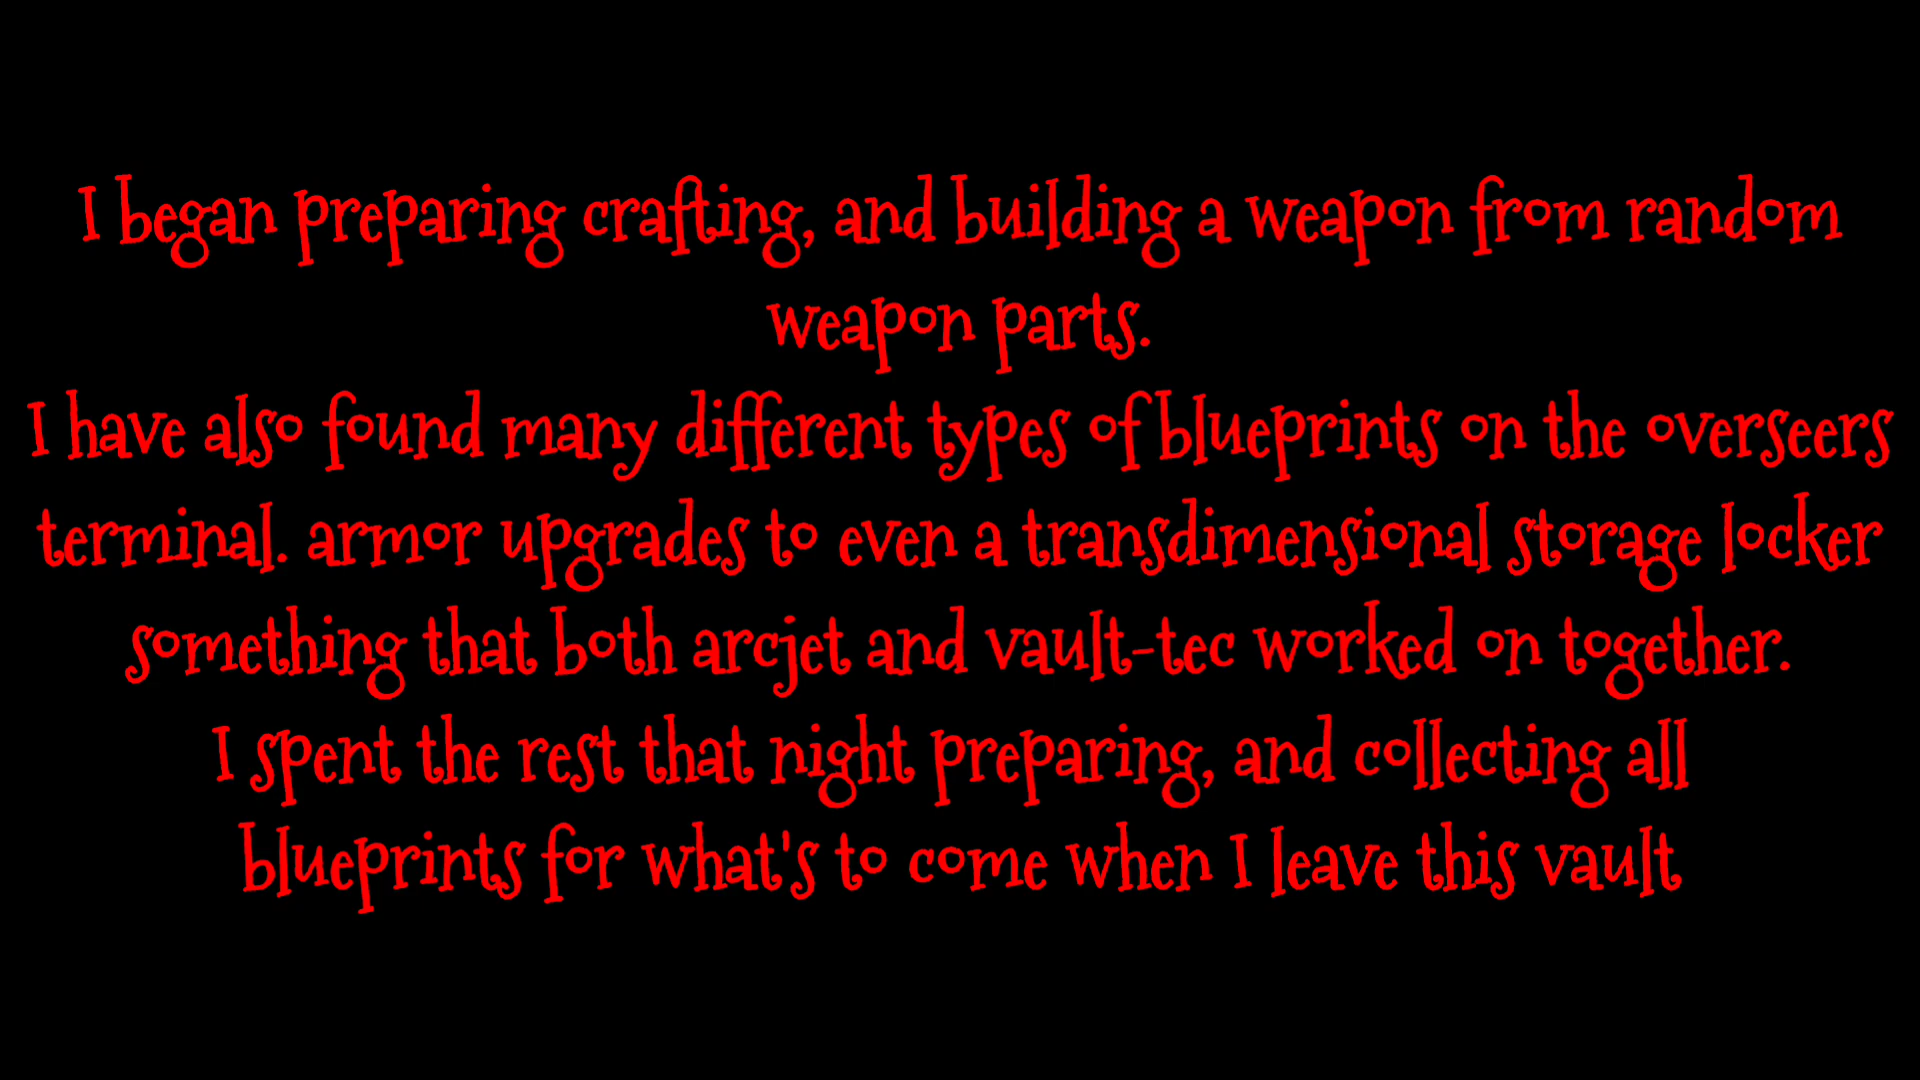 I began preparing crafting, and building a weapon from random
weapon parts.
I have also found many different types of blueprints on the overseers
terminal. armor upgrades to even a transdimensional storage locker
something that both arcjet and vault-tec worked on together.
I spent the rest that night preparing, and collecting all
blueprints for what's to come when I leave this vault